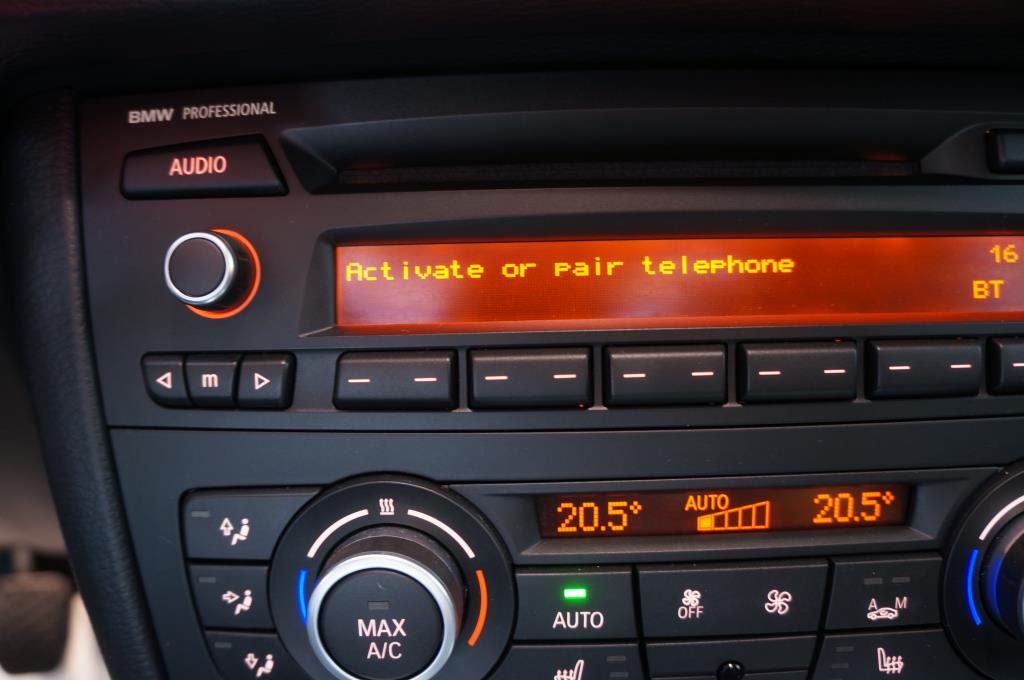 BMW PROFESSIONAL
AUDIO
Activate or pair telephone
16
BT
m
20.5°
AUTO
20.5°
AUTO
OFF
A M
MAX
A/C